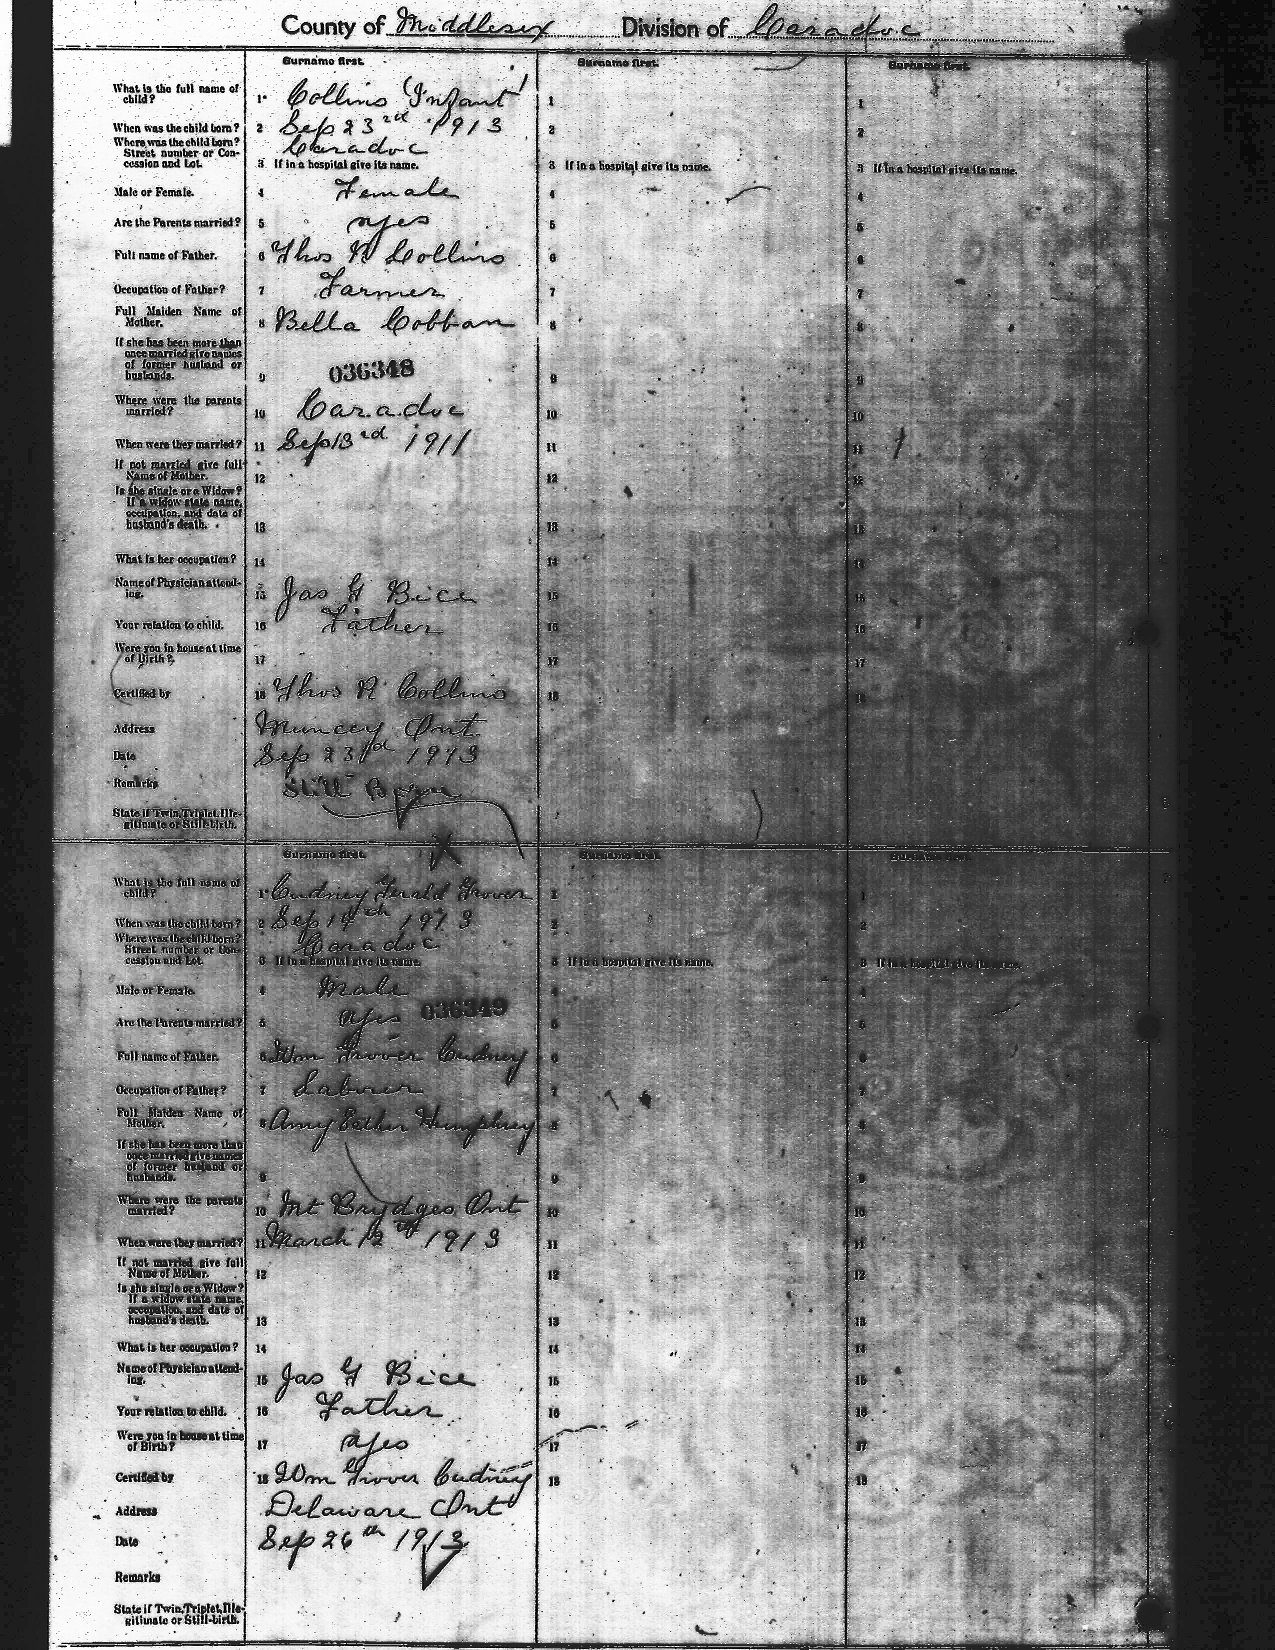 County of Middlesex Division of Caradoc
Surname first. Surname first. Surname first.
What is the full name of child? 1 Collins (Infant) 1 1
When was the child born? 2 Sep 23rd 1913 2 2
Where was the child born? Street number or Concession and Lot. Caradoc
3 If in a hospital give its name. 3 If in a hospital give its name. 3 If in a hospital give its name.
Male or Female. 4 Female 4 4
Are the Parents married? 5 yes 5 5
Full name of Father. 6 Thos R Collins 6 6
Occupation of Father? 7 Farmer 7 7
Full Maiden Name of Mother. 8 Bella Cobban 8 8
If she has been more than once married give names of former husband or husbands. 9 036348 9 9
Where were the parents married? 10 Caradoc 10 10
When were they married? 11 Sep 13rd 1911 11 11
If not married give full Name of Mother. 12 12 12
Is she single or a Widow? If a widow state name, occupation, and date of husband's death. 13 13 13
What is her occupation? 14 14 14
Name of Physician attending. 15 Jas G Bice 15 15
Your relation to child. 16 Father 16 16
Were you in house at time of Birth? 17 17 17
Certified by 18 Thos R Collins 18 18
Address Muncey Ont
Date Sep 23rd 1913
Remarks Still Born
State if Twin, Triplet, Illegitimate or Still-birth.
Surname first. X Surname first. Surname first.
What is the full name of child? 1 Cudney Gerald Grover 1 1
When was the child born? 2 Sep 14th 1913 2 2
Where was the child born? Street number or Concession and Lot. Caradoc
3 If in a hospital give its name. 3 If in a hospital give its name. 3 If in a hospital give its name.
Male or Female. 4 Male 4 4
Are the Parents married? 5 yes 036349 5 5
Full name of Father. 6 Wm Grover Cudney 6 6
Occupation of Father? 7 Laborer 7 7
Full Maiden Name of Mother. 8 Amy Esther Humphrey 8 8
If she has been more than once married give names of former husband or husbands. 9 9 9
Where were the parents married? 10 Mt Brydges Ont 10 10
When were they married? 11 March 12 1913 11 11
If not married give full Name of Mother. 12 12 12
Is she single or a Widow? If a widow state name, occupation, and date of husband's death. 13 13 13
What is her occupation? 14 14 14
Name of Physician attending. 15 Jas G Bice 15 15
Your relation to child. 16 Father 16 16
Were you in house at time of Birth? 17 yes 17 17
Certified by 18 Wm Grover Cudney 18 18
Address Delaware Ont
Date Sep 26th 1913
Remarks
State if Twin, Triplet, Illegitimate or Still-birth.